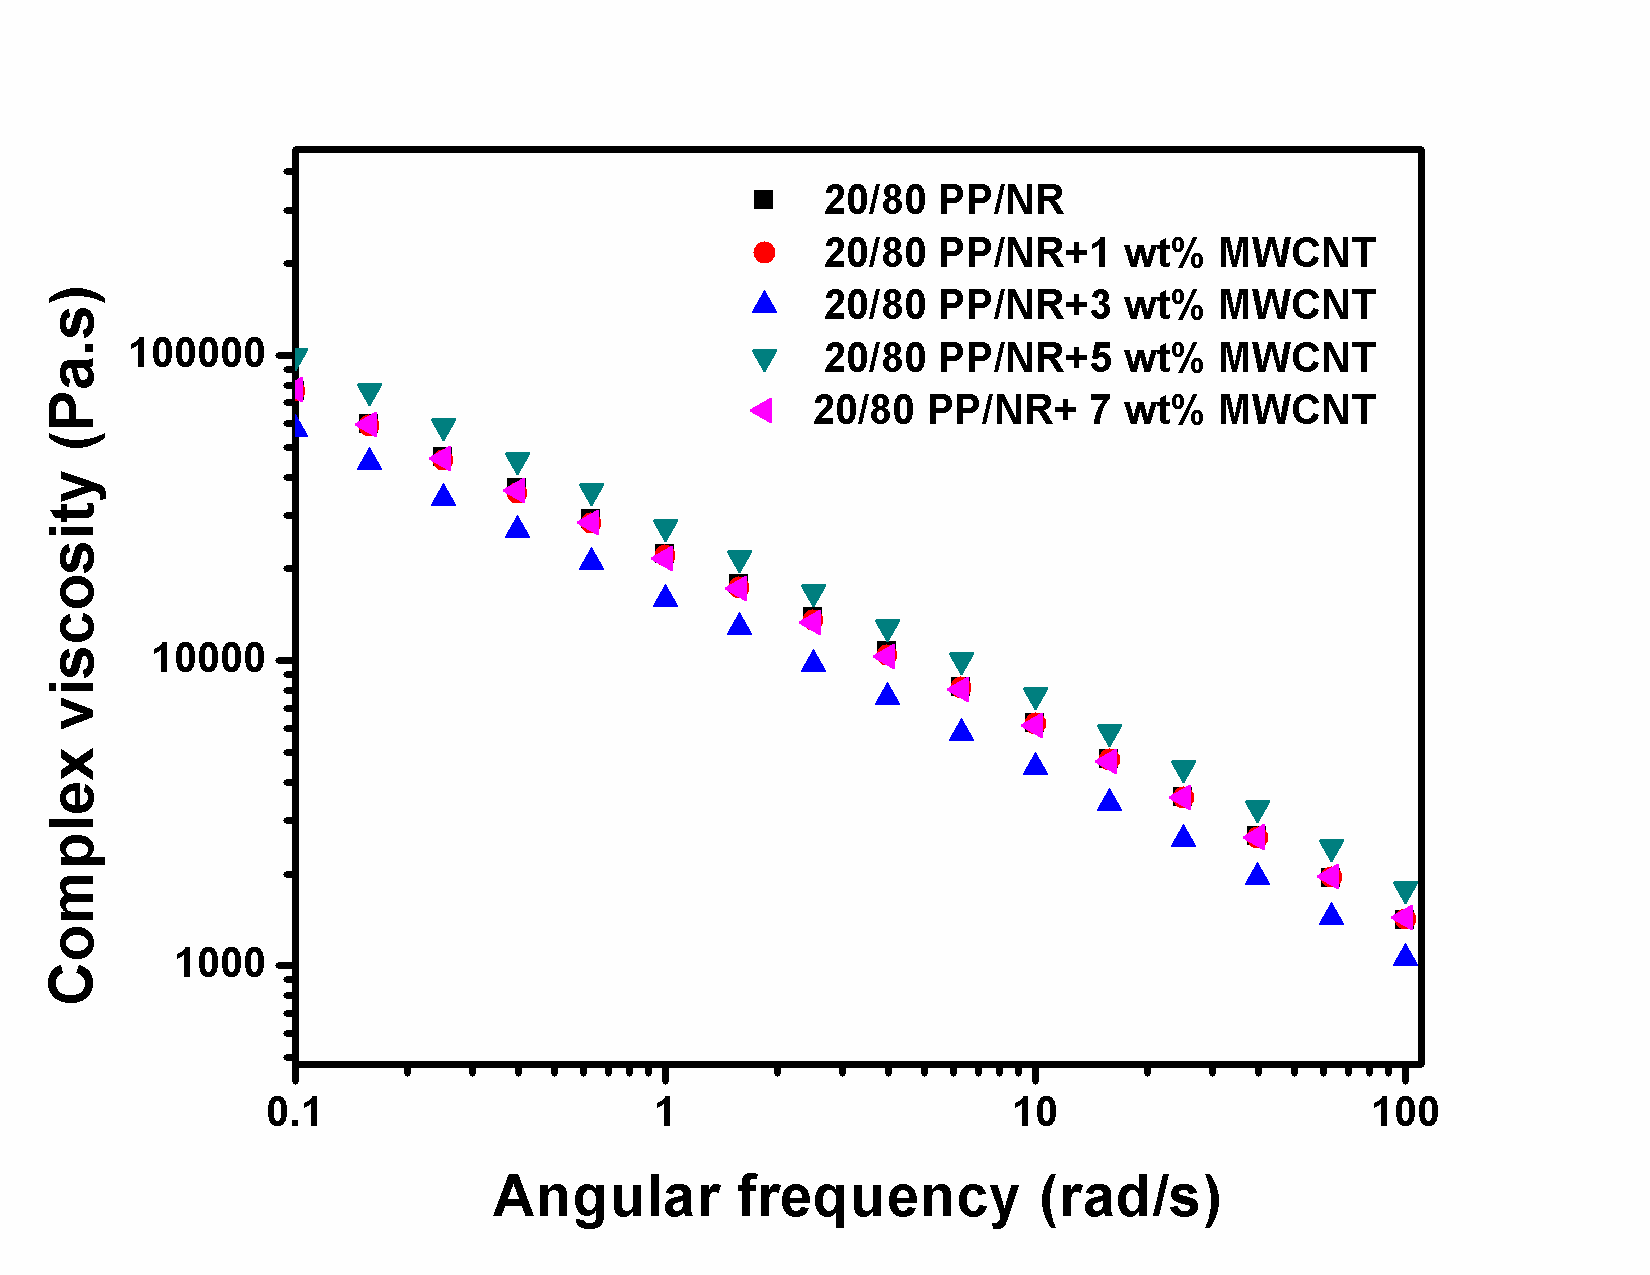 20/80 PP/NR
20/80 PP/NR+1 wt% MWCNT
20/80 PP/NR+3 wt% MWCNT
20/80 PP/NR+5 wt% MWCNT
20/80 PP/NR+ 7 wt% MWCNT
Complex viscosity (Pa.s)
100000
10000
1000
0.1 1 10 100
Angular frequency (rad/s)